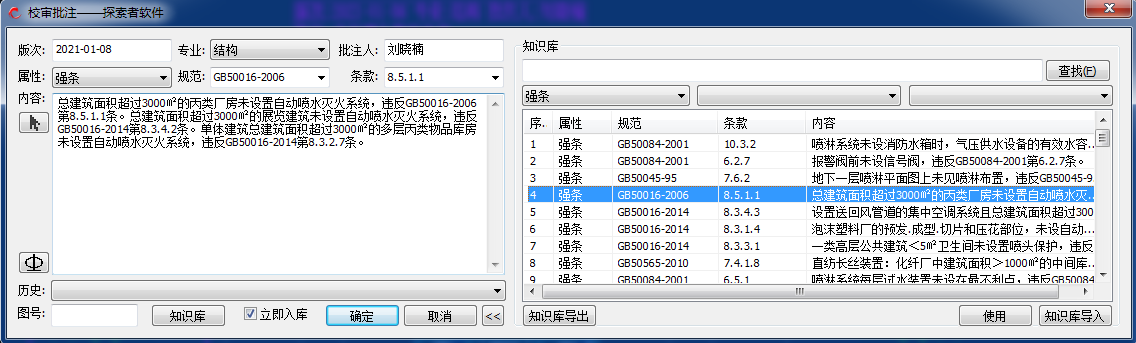 校审批注——探索者软件
版次: 2021-01-08 专业: 结构 批注人: 刘晓楠
属性: 强条 规范: GB50016-2006 条款: 8.5.1.1
内容:
总建筑面积超过3000㎡的丙类厂房未设置自动喷水灭火系统，违反GB50016-2006
第8.5.1.1条。总建筑面积超过3000㎡的展览建筑未设置自动喷水灭火系统，违反
GB50016-2014第8.3.4.2条。单体建筑总建筑面积超过3000㎡的多层丙类物品库房
未设置自动喷水灭火系统，违反GB50016-2014第8.3.2.7条。
历史:
图号: 知识库 立即入库 确定 取消 <<
知识库
查找(F)
强条
序.. 属性 规范 条款 内容
1 强条 GB50084-2001 10.3.2 喷淋系统未设消防水箱时，气压供水设备的有效水容...
2 强条 GB50084-2001 6.2.7 报警阀前未设信号阀，违反GB50084-2001第6.2.7条。
3 强条 GB50045-95 7.6.2 地下一层喷淋平面图上未见喷淋布置，违反GB50045-9...
4 强条 GB50016-2006 8.5.1.1 总建筑面积超过3000㎡的丙类厂房未设置自动喷水灭...
5 强条 GB50016-2014 8.3.4.3 设置送回风管道的集中空调系统且总建筑面积超过300
6 强条 GB50016-2014 8.3.1.4 泡沫塑料厂的预发.成型.切片和压花部位，未设自动...
7 强条 GB50016-2014 8.3.3.1 一类高层公共建筑＜5㎡卫生间未设置喷头保护，违反
8 强条 GB50565-2010 7.4.1.8 直纺长丝装置：化纤厂中建筑面积＞1000㎡的中间库...
9 强条 GB50084-2001 6.5.1 喷淋系统每层试水装置未设在最不利点，违反GB50084
知识库导出 使用 知识库导入